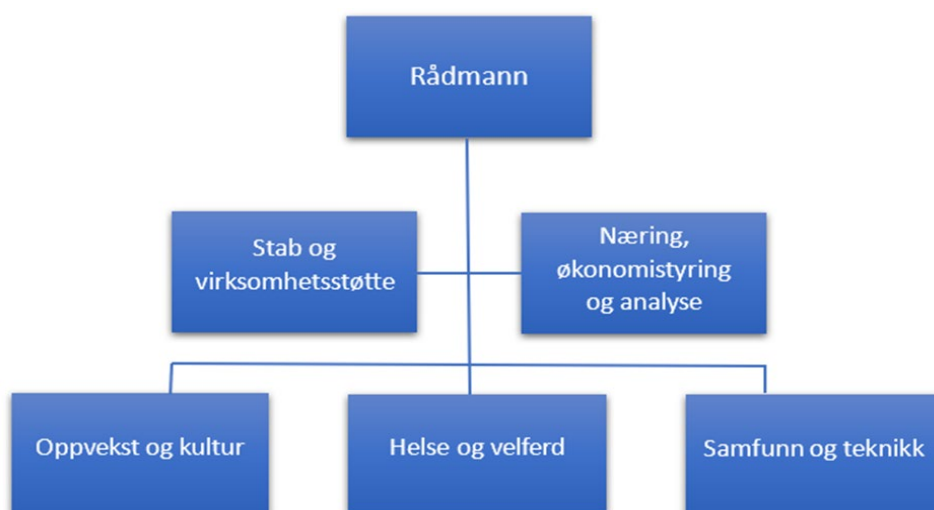 Rådmann
Stab og
virksomhetsstøtte
Næring,
økonomistyring
og analyse
Oppvekst og kultur
Helse og velferd
Samfunn og teknikk